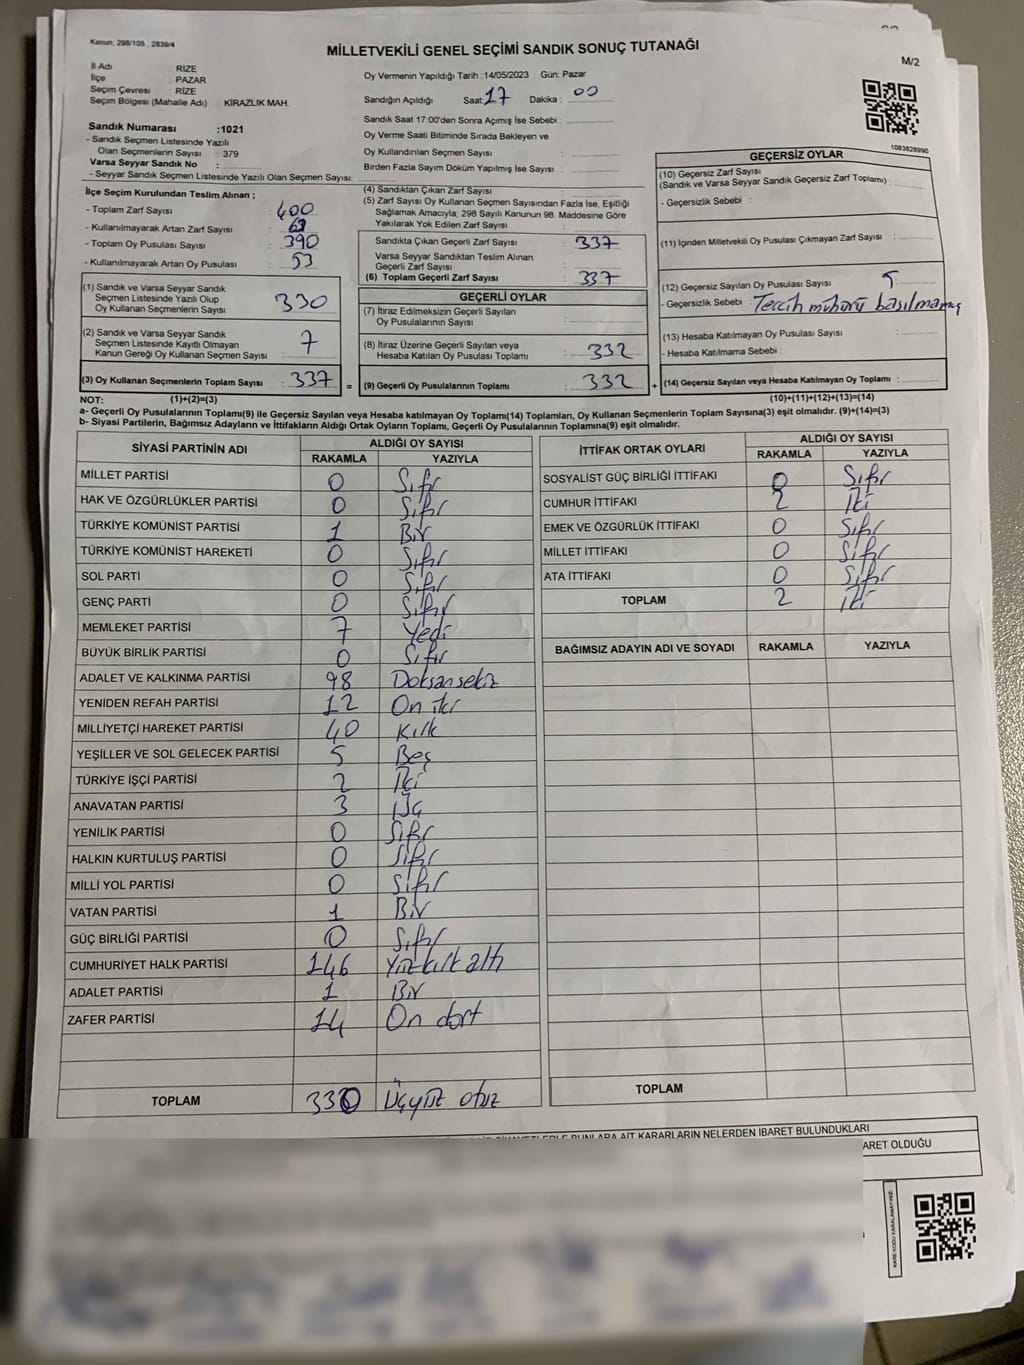 Kanun; 298/105 , 2839/4
MİLLETVEKİLİ GENEL SEÇİMİ SANDIK SONUÇ TUTANAĞI
M/2
İl Adı : RİZE
İlçe : PAZAR
Seçim Çevresi : RİZE
Seçim Bölgesi (Mahalle Adı) : KİRAZLIK MAH.
Oy Vermenin Yapıldığı Tarih :14/05/2023 Gün: Pazar
Sandığın Açıldığı Saat: 17 Dakika : 00
Sandık Saat 17:00'den Sonra Açımış İse Sebebi :
Oy Verme Saati Bitiminde Sırada Bekleyen ve
Oy Kullandırılan Seçmen Sayısı :
Birden Fazla Sayım Döküm Yapılmış İse Sayısı :
Sandık Numarası :1021
- Sandık Seçmen Listesinde Yazılı
Olan Seçmenlerin Sayısı : 379
Varsa Seyyar Sandık No :
- Seyyar Sandık Seçmen Listesinde Yazılı Olan Seçmen Sayısı:
1083828990
İlçe Seçim Kurulundan Teslim Alınan ;
- Toplam Zarf Sayısı : 400
- Kullanılmayarak Artan Zarf Sayısı :
- Toplam Oy Pusulası Sayısı : 390
- Kullanılmayarak Artan Oy Pusulası : 53
(1) Sandık ve Varsa Seyyar Sandık
Seçmen Listesinde Yazılı Olup
Oy Kullanan Seçmenlerin Sayısı : 330
(2) Sandık ve Varsa Seyyar Sandık
Seçmen Listesinde Kayıtlı Olmayan
Kanun Gereği Oy Kullanan Seçmen Sayısı : 7
(3) Oy Kullanan Seçmenlerin Toplam Sayısı : 337 =
(4) Sandıktan Çıkan Zarf Sayısı :
(5) Zarf Sayısı Oy Kullanan Seçmen Sayısından Fazla İse, Eşitliği
Sağlamak Amacıyla; 298 Sayılı Kanunun 98. Maddesine Göre
Yakılarak Yok Edilen Zarf Sayısı :
Sandıkta Çıkan Geçerli Zarf Sayısı : 337
Varsa Seyyar Sandıktan Teslim Alınan
Geçerli Zarf Sayısı :
(6) Toplam Geçerli Zarf Sayısı : 337
GEÇERLİ OYLAR
(7) İtiraz Edilmeksizin Geçerli Sayılan
Oy Pusulalarının Sayısı :
(8) İtiraz Üzerine Geçerli Sayılan veya
Hesaba Katılan Oy Pusulası Toplamı : 332
(9) Geçerli Oy Pusulalarının Toplamı : 332 +
GEÇERSİZ OYLAR
(10) Geçersiz Zarf Sayısı
(Sandık ve Varsa Seyyar Sandık Geçersiz Zarf Toplamı) :
- Geçersizlik Sebebi :
(11) İçinden Milletvekili Oy Pusulası Çıkmayan Zarf Sayısı :
(12) Geçersiz Sayılan Oy Pusulası Sayısı : 5
- Geçersizlik Sebebi : Tercih mühürü basılmamış
(13) Hesaba Katılmayan Oy Pusulası Sayısı :
- Hesaba Katılmama Sebebi :
(14) Geçersiz Sayılan veya Hesaba Katılmayan Oy Toplamı :
NOT: (1)+(2)=(3) (10)+(11)+(12)+(13)=(14)
a- Geçerli Oy Pusulalarının Toplamı(9) ile Geçersiz Sayılan veya Hesaba katılmayan Oy Toplamı(14) Toplamları, Oy Kullanan Seçmenlerin Toplam Sayısına(3) eşit olmalıdır. (9)+(14)=(3)
b- Siyasi Partilerin, Bağımsız Adayların ve İttifakların Aldığı Ortak Oyların Toplamı, Geçerli Oy Pusulalarının Toplamına(9) eşit olmalıdır.
SİYASİ PARTİNİN ADI ALDIĞI OY SAYISI
RAKAMLA YAZIYLA
MİLLET PARTİSİ 0 Sıfır
HAK VE ÖZGÜRLÜKLER PARTİSİ 0 Sıfır
TÜRKİYE KOMÜNİST PARTİSİ 1 Bir
TÜRKİYE KOMÜNİST HAREKETİ 0 Sıfır
SOL PARTİ 0 Sıfır
GENÇ PARTİ 0 Sıfır
MEMLEKET PARTİSİ 7 Yedi
BÜYÜK BİRLİK PARTİSİ 0 Sıfır
ADALET VE KALKINMA PARTİSİ 98 Doksansekiz
YENİDEN REFAH PARTİSİ 12 On iki
MİLLİYETÇİ HAREKET PARTİSİ 40 Kırk
YEŞİLLER VE SOL GELECEK PARTİSİ 5 Beş
TÜRKİYE İŞÇİ PARTİSİ 2 İki
ANAVATAN PARTİSİ 3 Üç
YENİLİK PARTİSİ 0 Sıfır
HALKIN KURTULUŞ PARTİSİ 0 Sıfır
MİLLİ YOL PARTİSİ 0 Sıfır
VATAN PARTİSİ 1 Bir
GÜÇ BİRLİĞİ PARTİSİ 0 Sıfır
CUMHURİYET HALK PARTİSİ 146 Yüzkırk altı
ADALET PARTİSİ 1 Bir
ZAFER PARTİSİ 14 On dört
TOPLAM 330 Üçyüz otuz
İTTİFAK ORTAK OYLARI ALDIĞI OY SAYISI
RAKAMLA YAZIYLA
SOSYALİST GÜÇ BİRLİĞİ İTTİFAKI 0 Sıfır
CUMHUR İTTİFAKI 2 İki
EMEK VE ÖZGÜRLÜK İTTİFAKI 0 Sıfır
MİLLET İTTİFAKI 0 Sıfır
ATA İTTİFAKI 0 Sıfır
TOPLAM 2 İki
BAĞIMSIZ ADAYIN ADI VE SOYADI RAKAMLA YAZIYLA
TOPLAM
BUNLARA AİT KARARLARIN NELERDEN İBARET BULUNDUKLARI
OLDUĞU